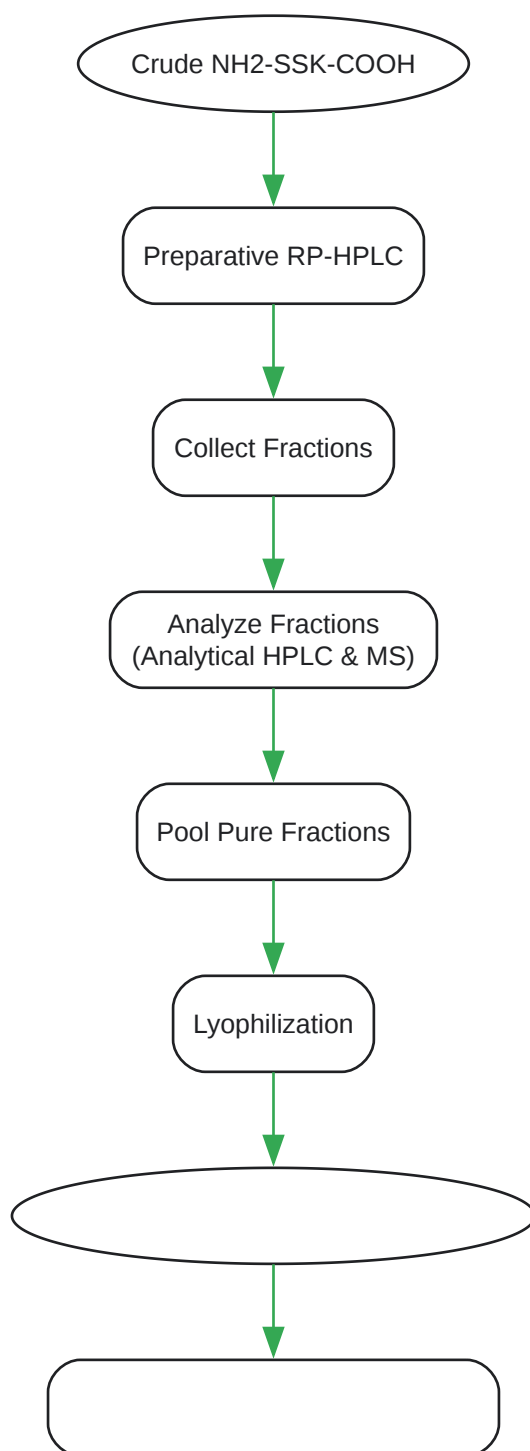 Crude NH2-SSK-COOH
Preparative RP-HPLC
Collect Fractions
Analyze Fractions
(Analytical HPLC & MS)
Pool Pure Fractions
Lyophilization